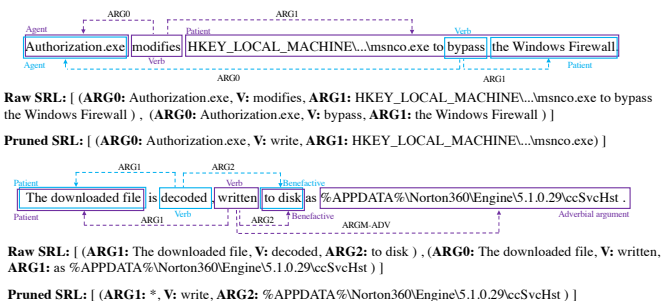 ARG0 ARG1
Agent Patient Verb
Authorization.exe modifies HKEY_LOCAL_MACHINE\...\msnco.exe to bypass the Windows Firewall.
Agent Verb Patient
ARG0 ARG1
Raw SRL: [ (ARG0: Authorization.exe, V: modifies, ARG1: HKEY_LOCAL_MACHINE\...\msnco.exe to bypass
the Windows Firewall ) , (ARG0: Authorization.exe, V: bypass, ARG1: the Windows Firewall ) ]
Pruned SRL: [ (ARG0: Authorization.exe, V: write, ARG1: HKEY_LOCAL_MACHINE\...\msnco.exe) ]
ARG1 ARG2
Patient Verb Benefactive
The downloaded file is decoded , written to disk as %APPDATA%\Norton360\Engine\5.1.0.29\ccSvcHst .
Patient Verb Benefactive Adverbial argument
ARG1 ARG2
ARGM-ADV
Raw SRL: [ (ARG1: The downloaded file, V: decoded, ARG2: to disk ) , (ARG0: The downloaded file, V: written,
ARG1: as %APPDATA%\Norton360\Engine\5.1.0.29\ccSvcHst ) ]
Pruned SRL: [ (ARG1: *, V: write, ARG2: %APPDATA%\Norton360\Engine\5.1.0.29\ccSvcHst ) ]